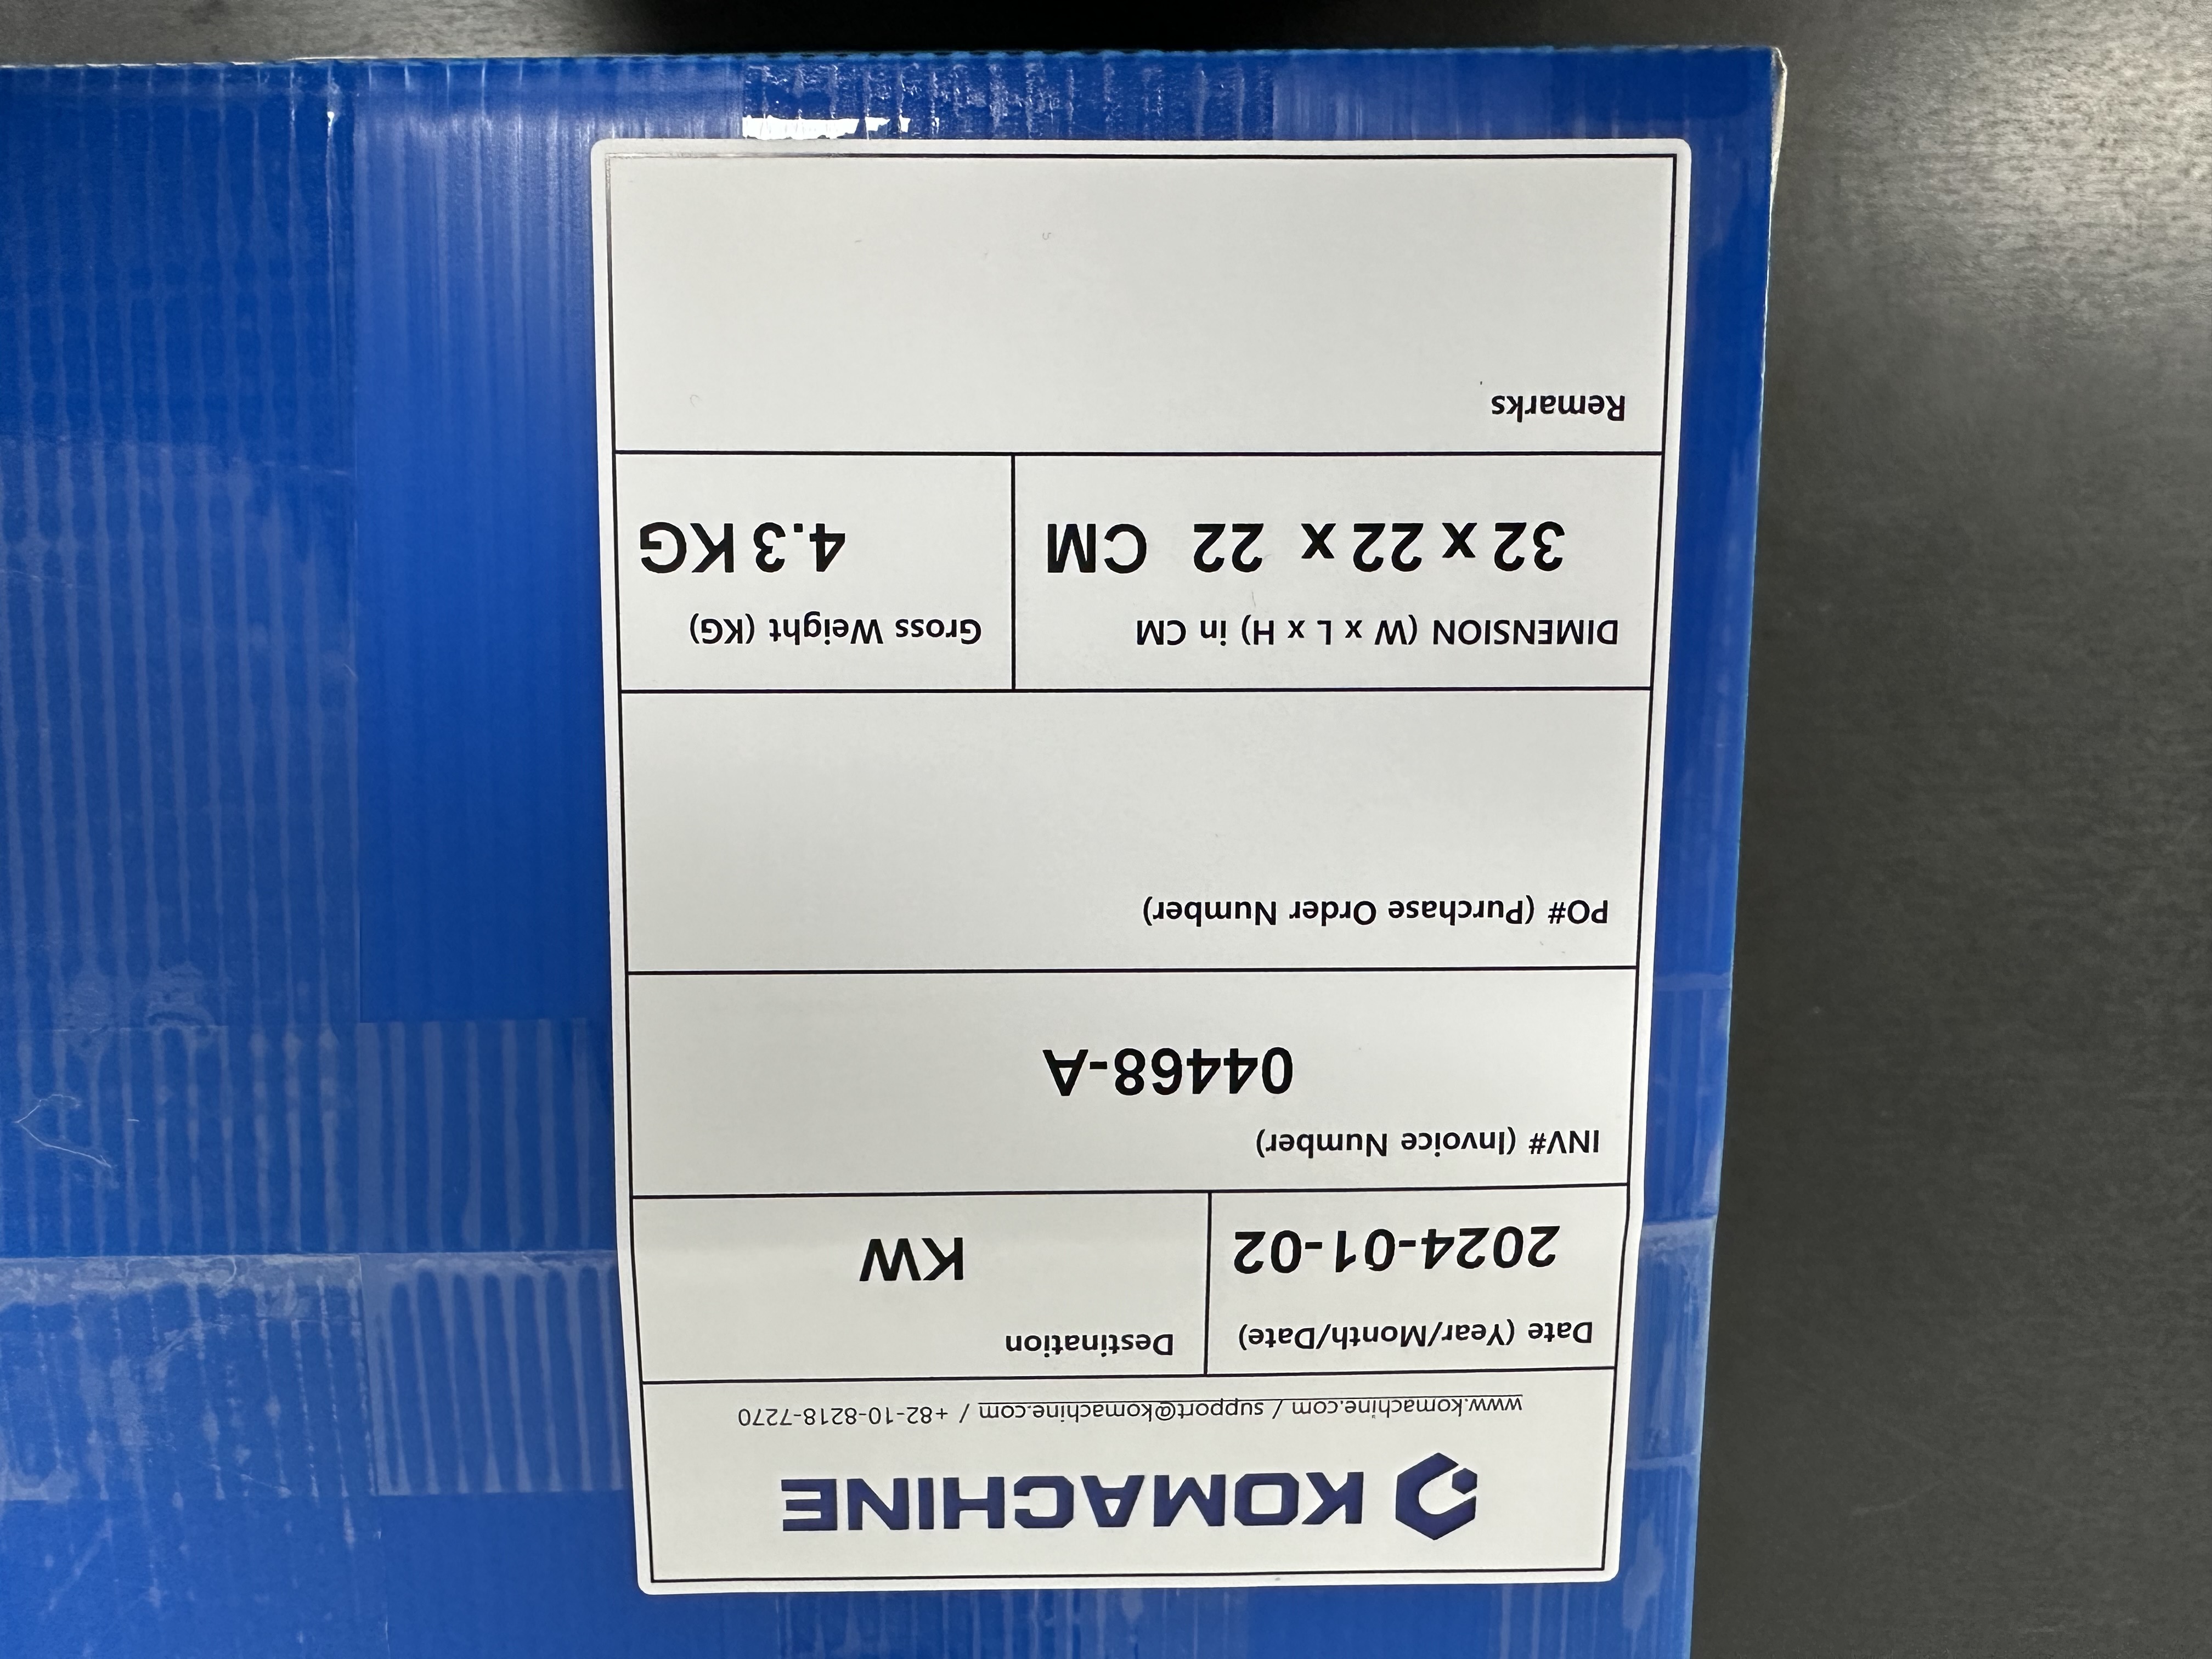 KOMACHINE
www.komachine.com / support@komachine.com / +82-10-8218-7270
Date (Year/Month/Date)
2024-01-02
Destination
KW
INV# (Invoice Number)
04468-A
PO# (Purchase Order Number)
DIMENSION (W x L x H) in CM
32 x 22 x 22 CM
Gross Weight (KG)
4.3 KG
Remarks